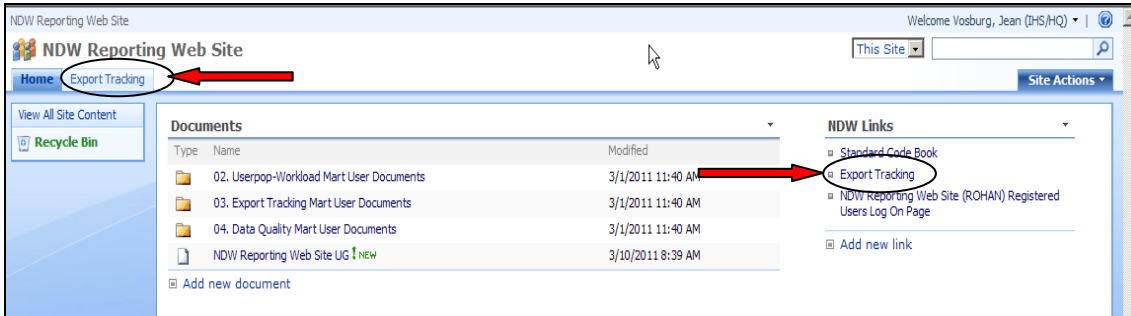 NDW Reporting Web Site
Welcome Vosburg, Jean (IHS/HQ)
NDW Reporting Web Site
This Site
Home Export Tracking
Site Actions
View All Site Content
Recycle Bin
Documents
Type Name Modified
02. Userpop-Workload Mart User Documents 3/1/2011 11:40 AM
03. Export Tracking Mart User Documents 3/1/2011 11:40 AM
04. Data Quality Mart User Documents 3/1/2011 11:40 AM
NDW Reporting Web Site UG ! NEW 3/10/2011 8:39 AM
Add new document
NDW Links
Standard Code Book
Export Tracking
NDW Reporting Web Site (ROHAN) Registered
Users Log On Page
Add new link